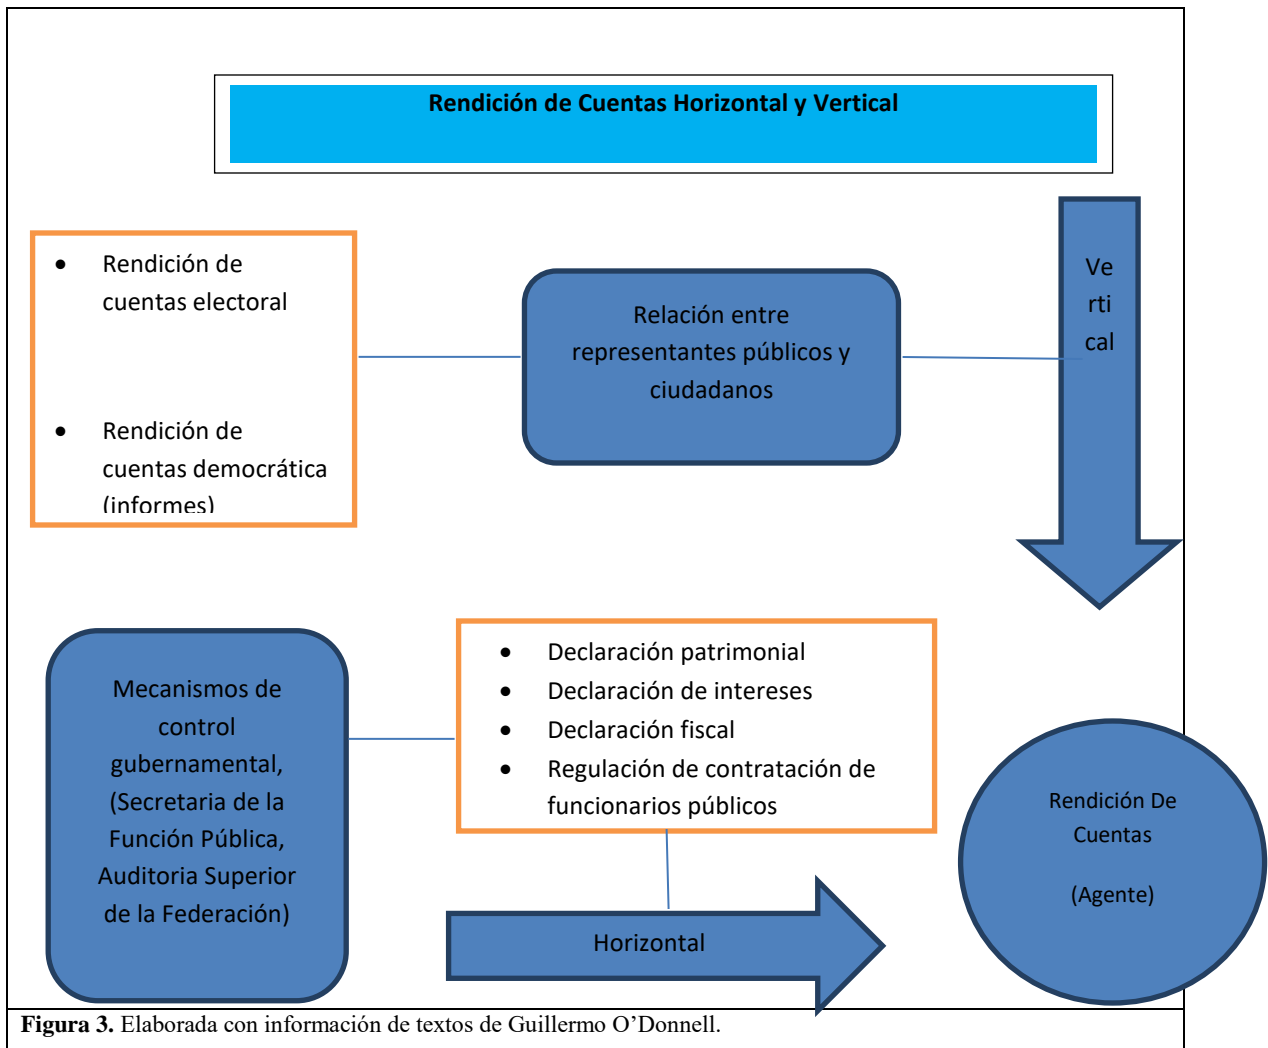 Rendición de Cuentas Horizontal y Vertical
• Rendición de
cuentas electoral
• Rendición de
cuentas democrática
(informes)
Relación entre
representantes públicos y
ciudadanos
Ve
rti
cal
Mecanismos de
control
gubernamental,
(Secretaria de la
Función Pública,
Auditoria Superior
de la Federación)
• Declaración patrimonial
• Declaración de intereses
• Declaración fiscal
• Regulación de contratación de
funcionarios públicos
Horizontal
Rendición De
Cuentas
(Agente)
Figura 3. Elaborada con información de textos de Guillermo O’Donnell.